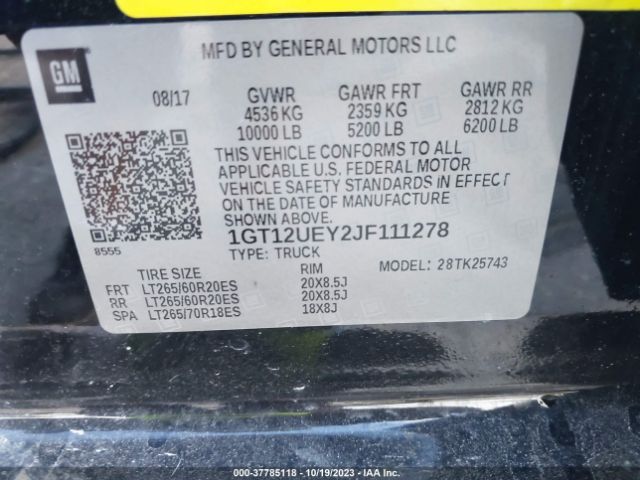 GM
MFD BY GENERAL MOTORS LLC
08/17 GVWR GAWR FRT GAWR RR
4536 KG 2359 KG 2812 KG
10000 LB 5200 LB 6200 LB
THIS VEHICLE CONFORMS TO ALL
APPLICABLE U.S. FEDERAL MOTOR
VEHICLE SAFETY STANDARDS IN EFFECT
ON THE DATE OF MANUFACTURE
8555
1GT12UEY2JF111278
TYPE: TRUCK
MODEL: 28TK25743
TIRE SIZE RIM
FRT LT265/60R20ES 20X8.5J
RR LT265/60R20ES 20X8.5J
SPA LT265/70R18ES 18X8J
000-37785118 - 10/19/2023 - IAA Inc.